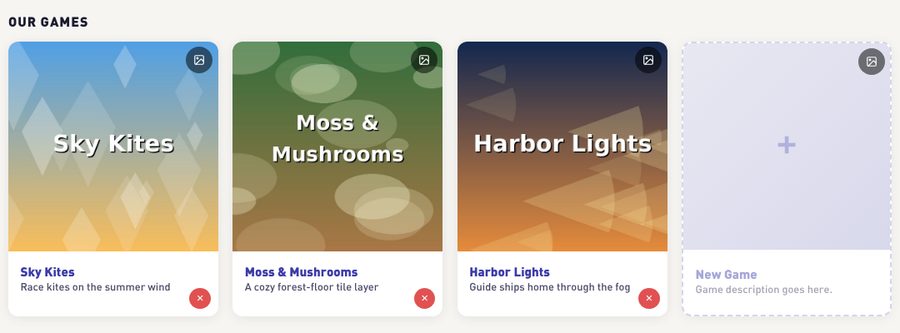 OUR GAMES
Sky Kites
Moss &
Mushrooms
Harbor Lights
+
Sky Kites
Race kites on the summer wind
Moss & Mushrooms
A cozy forest-floor tile layer
Harbor Lights
Guide ships home through the fog
New Game
Game description goes here.